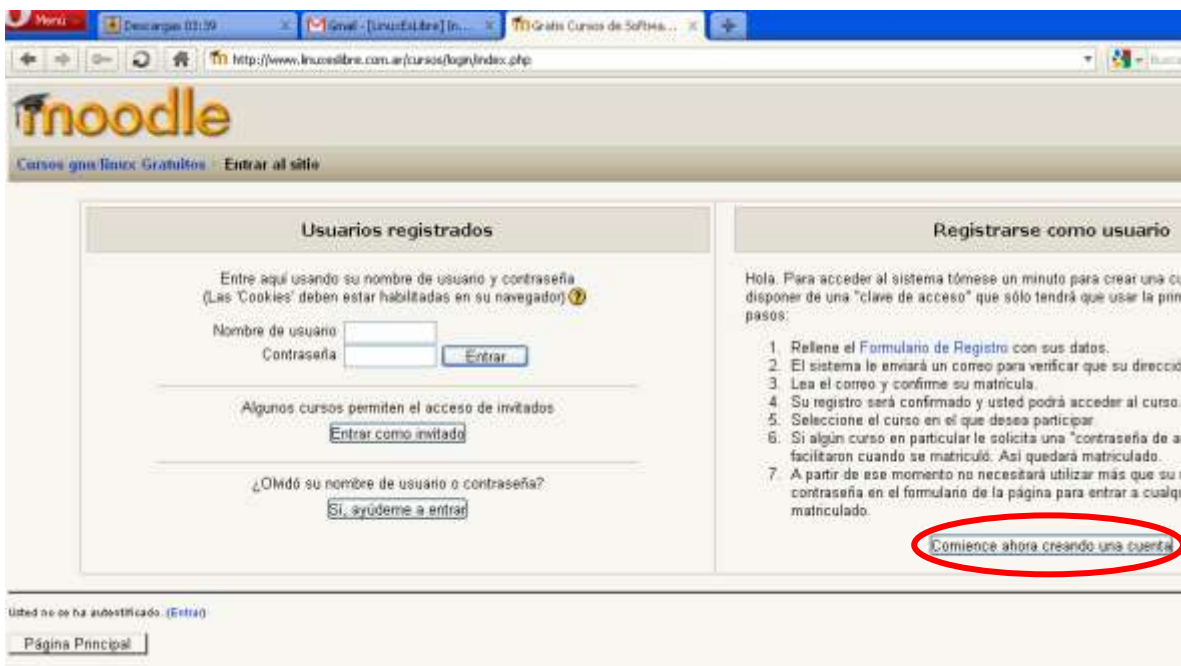 Menú
Descargas 03:39
Gmail - [LinuxEsLibre] In...
Gratis Cursos de Softwa...
http://www.linuxeslibre.com.ar/cursos/login/index.php
moodle
Cursos gnu/linux Gratuitos Entrar al sitio
Usuarios registrados
Entre aquí usando su nombre de usuario y contraseña
(Las 'Cookies' deben estar habilitadas en su navegador) ?
Nombre de usuario
Contraseña
Entrar
Algunos cursos permiten el acceso de invitados
Entrar como invitado
¿Olvidó su nombre de usuario o contraseña?
Sí, ayúdeme a entrar
Registrarse como usuario
Hola. Para acceder al sistema tómese un minuto para crear una cu
disponer de una "clave de acceso" que sólo tendrá que usar la prim
pasos:
1. Rellene el Formulario de Registro con sus datos.
2. El sistema le enviará un correo para verificar que su direcció
3. Lea el correo y confirme su matrícula.
4. Su registro será confirmado y usted podrá acceder al curso.
5. Seleccione el curso en el que desea participar.
6. Si algún curso en particular le solicita una "contraseña de a
facilitaron cuando se matriculó. Así quedará matriculado.
7. A partir de ese momento no necesitará utilizar más que su
contraseña en el formulario de la página para entrar a cualqu
matriculado.
Comience ahora creando una cuenta
Usted no se ha autentificado. (Entrar)
Página Principal